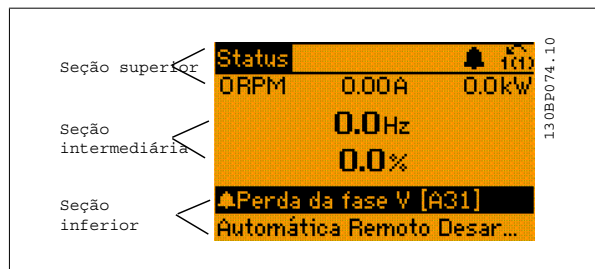 Seção superior
Seção
intermediária
Seção
inferior
Status
1(1)
0RPM 0.00A 0.0kW
0.0Hz
0.0%
Perda da fase V [A31]
Automática Remoto Desar...
130BP074.10